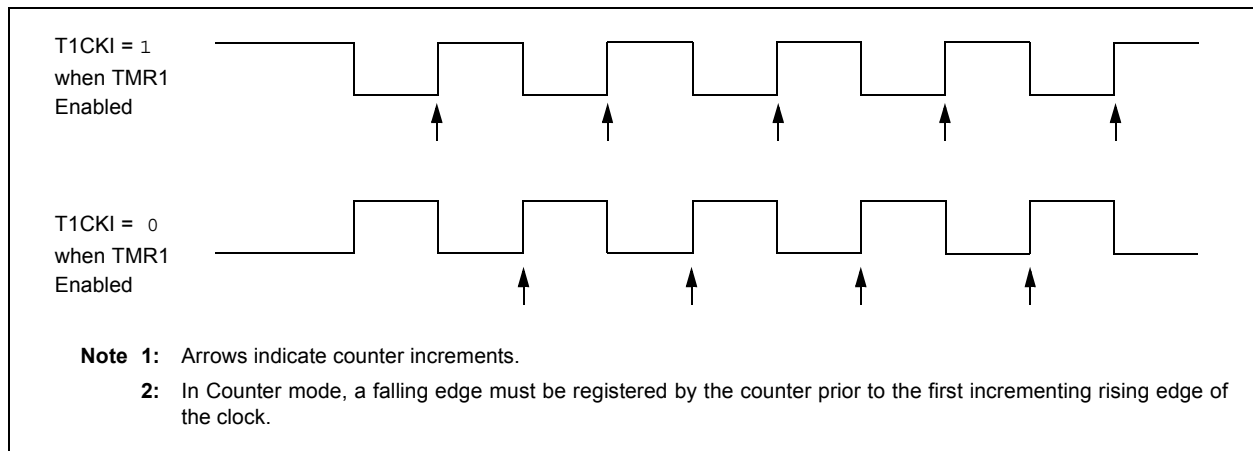 T1CKI = 1
when TMR1
Enabled
T1CKI = 0
when TMR1
Enabled
Note 1: Arrows indicate counter increments.
2: In Counter mode, a falling edge must be registered by the counter prior to the first incrementing rising edge of
the clock.